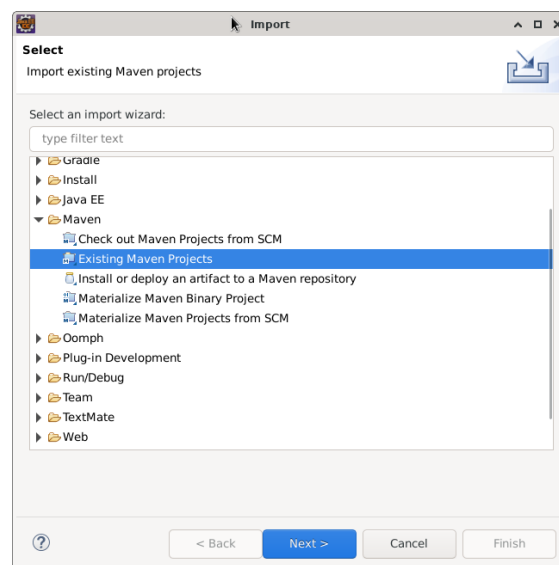 Import
Select
Import existing Maven projects
Select an import wizard:
type filter text
Gradle
Install
Java EE
Maven
Check out Maven Projects from SCM
Existing Maven Projects
Install or deploy an artifact to a Maven repository
Materialize Maven Binary Project
Materialize Maven Projects from SCM
Oomph
Plug-in Development
Run/Debug
Team
TextMate
Web
? < Back Next > Cancel Finish